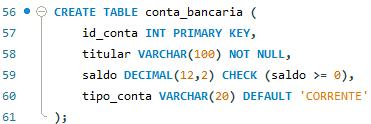 56 CREATE TABLE conta_bancaria (
57 id_conta INT PRIMARY KEY,
58 titular VARCHAR(100) NOT NULL,
59 saldo DECIMAL(12,2) CHECK (saldo >= 0),
60 tipo_conta VARCHAR(20) DEFAULT 'CORRENTE'
61 );